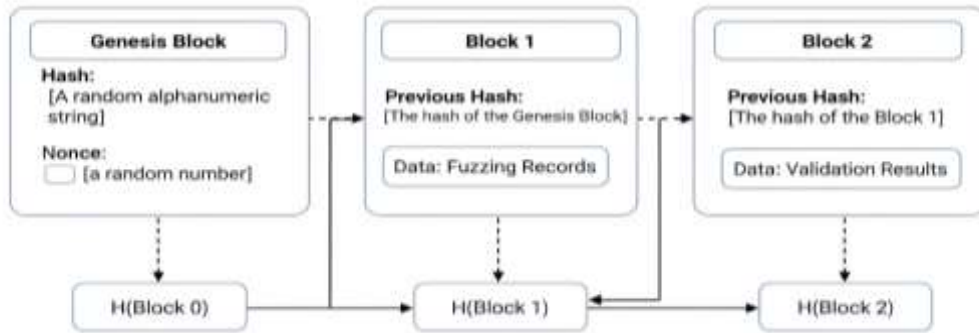 Genesis Block
Hash:
[A random alphanumeric
string]
Nonce:
[a random number]
Block 1
Previous Hash:
[The hash of the Genesis Block]
Data: Fuzzing Records
Block 2
Previous Hash:
[The hash of the Block 1]
Data: Validation Results
H(Block 0)
H(Block 1)
H(Block 2)